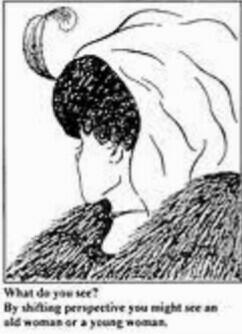 What do you see?
By shifting perspective you might see an
old woman or a young woman.